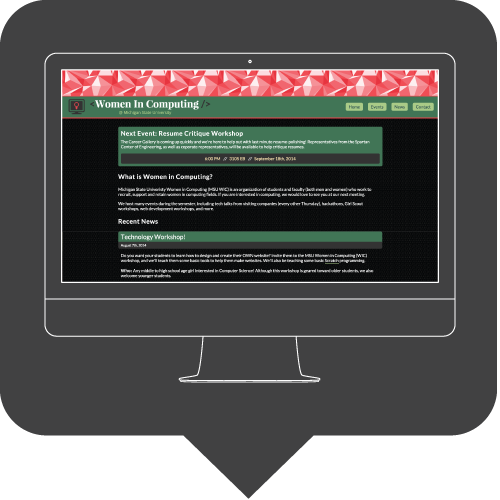 <Women In Computing />
@ Michigan State University
Home Events News Contact
Next Event: Resume Critique Workshop
The Career Gallery is coming up quickly and we're here to help out with last minute resume polishing! Representatives from the Spartan
Center of Engineering, as well as corporate representatives, will be available to help critique resumes.
6:00 PM // 3105 EB // September 18th, 2014
What is Women in Computing?
Michigan State University Women in Computing (MSU WIC) is an organization of students and faculty (both men and women) who work to
recruit, support and retain women in computing fields. If you are interested in computing, we would love to see you at our next meeting.
We host many events during the semester, including tech talks from visiting companies (every other Thursday), hackathons, Girl Scout
workshops, web development workshops, and more.
Recent News
Technology Workshop!
August 7th, 2014
Do you want your students to learn how to design and create their OWN website? Invite them to the MSU Women in Computing (WIC)
workshop, and we'll teach them some basic tools to help them make websites. We'll also be teaching some basic Scratch programming.
Who: Any middle to high school age girl interested in Computer Science! Although this workshop is geared toward older students, we also
welcome younger students.